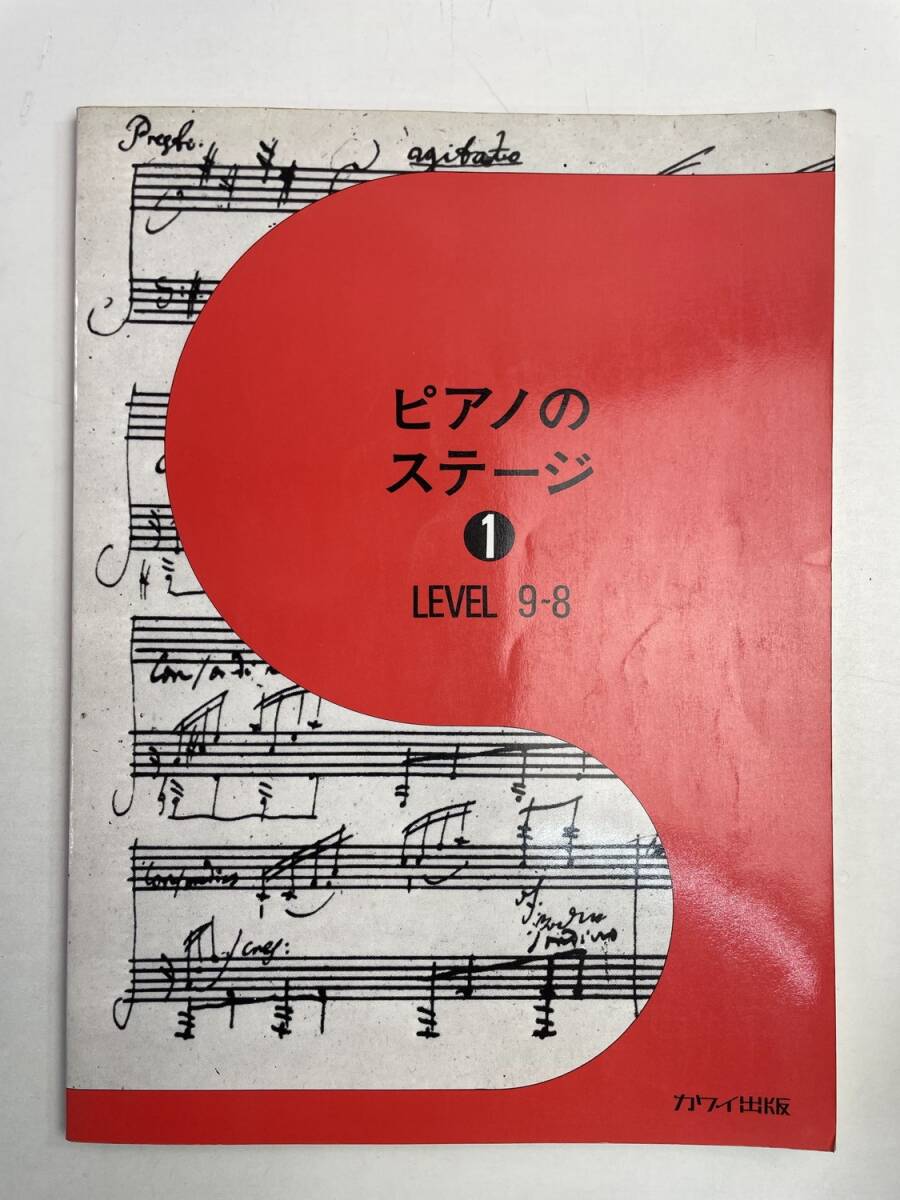 Presto.
agitato
ピアノの
ステージ
1
LEVEL 9~8
cres:
カワイ出版